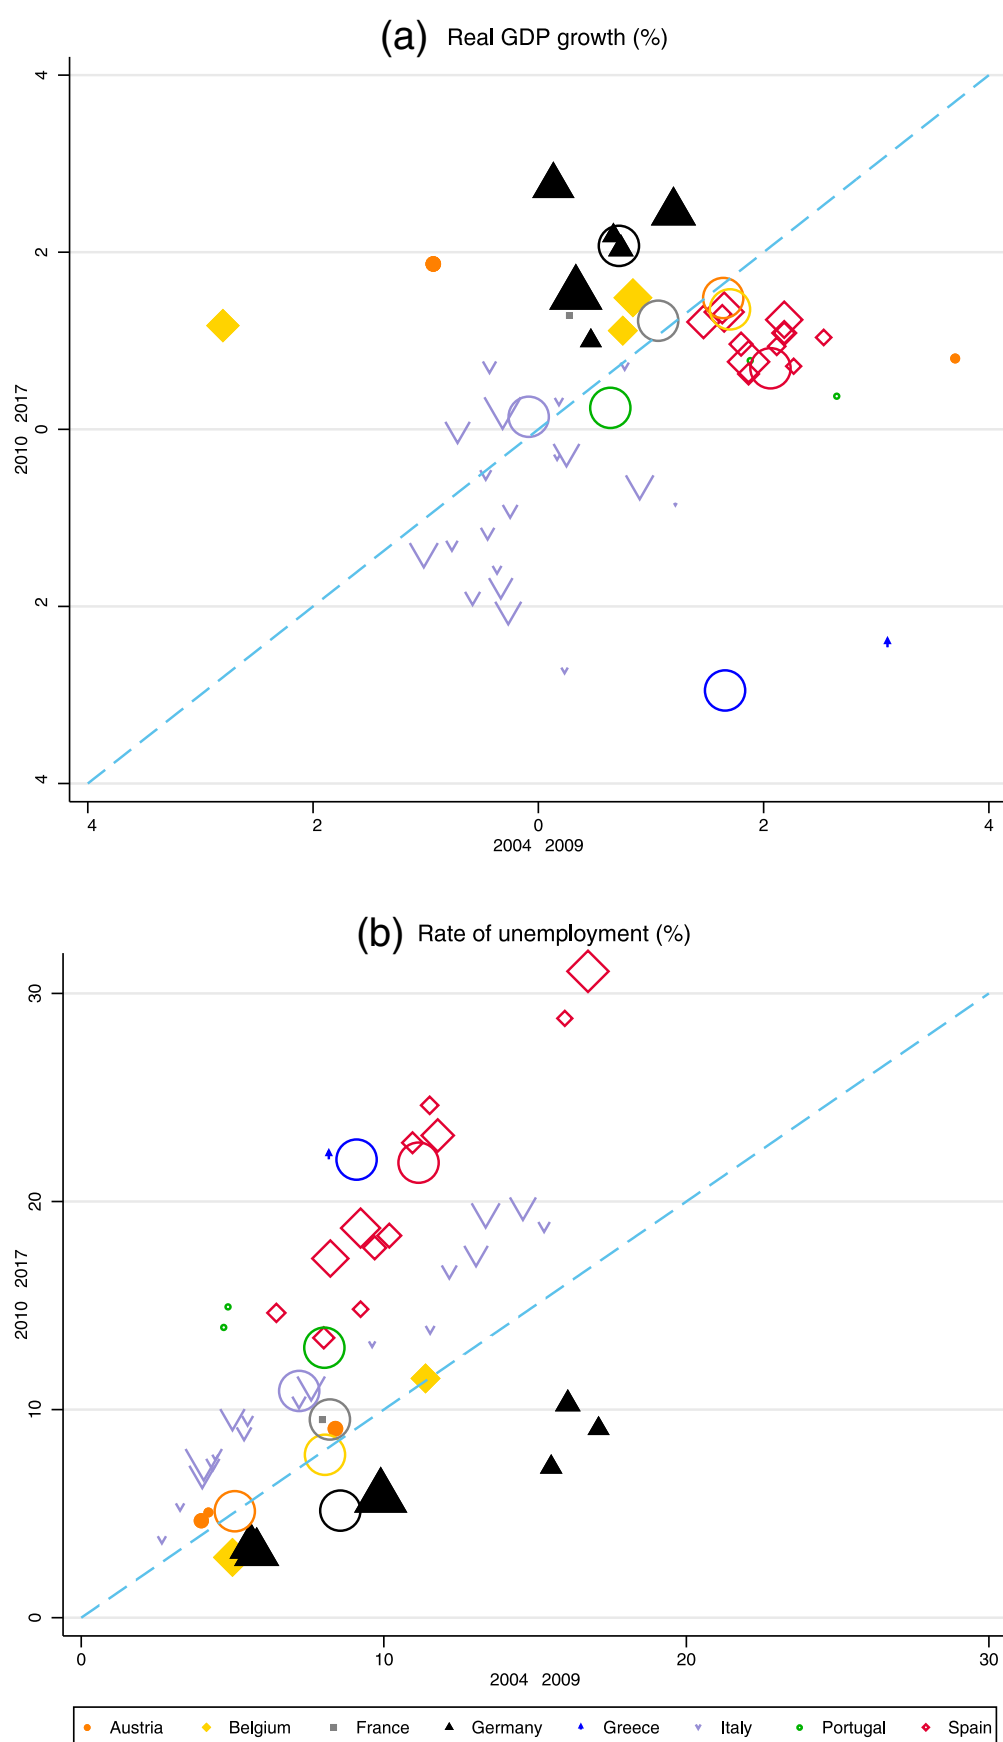 (a) Real GDP growth (%)
4
2
0
2
4
2010 2017
4 2 0 2 4
2004 2009
(b) Rate of unemployment (%)
30
20
10
0
2010 2017
0 10 20 30
2004 2009
Austria Belgium France Germany Greece Italy Portugal Spain